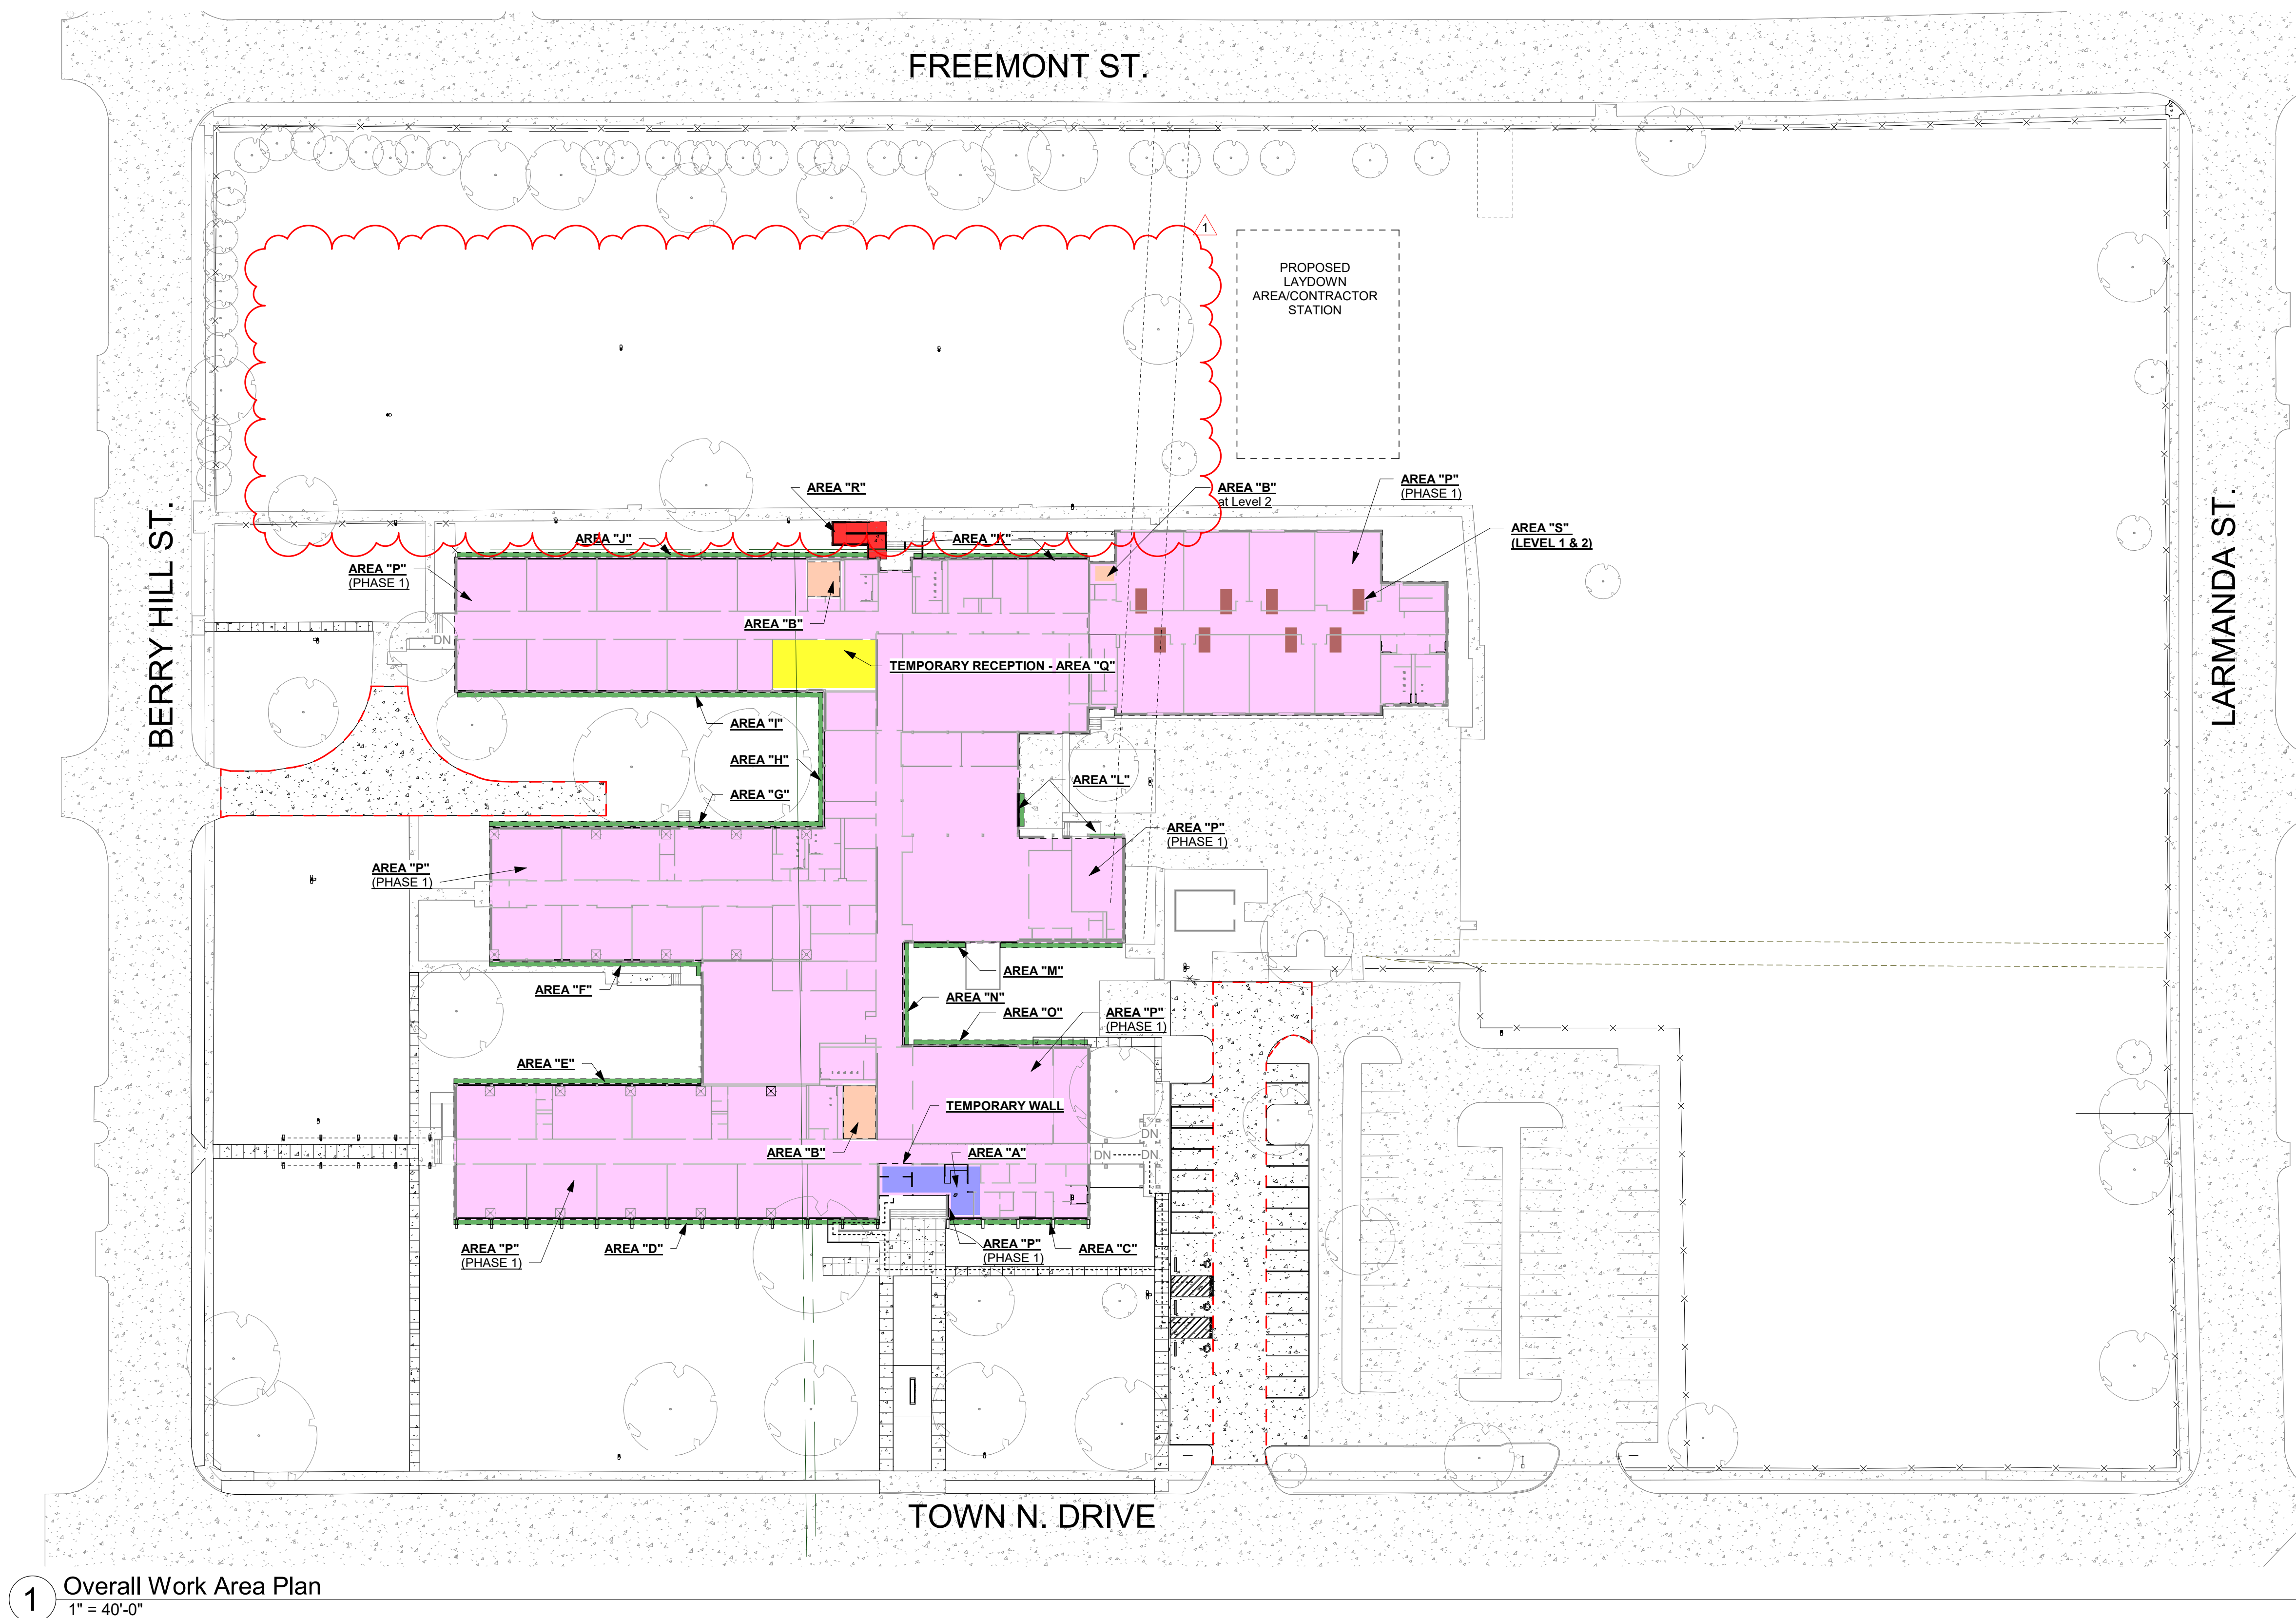 FREEMONT ST.
1
PROPOSED
LAYDOWN
AREA/CONTRACTOR
STATION
AREA "R"
AREA "B"
at Level 2
AREA "P"
(PHASE 1)
AREA "S"
(LEVEL 1 & 2)
AREA "J"
AREA "K"
AREA "P"
(PHASE 1)
BERRY HILL ST.
LARMANDA ST.
AREA "B"
DN
TEMPORARY RECEPTION - AREA "Q"
AREA "I"
AREA "H"
AREA "G"
AREA "L"
AREA "P"
(PHASE 1)
AREA "P"
(PHASE 1)
AREA "M"
AREA "F"
AREA "N"
AREA "O"
AREA "P"
(PHASE 1)
AREA "E"
TEMPORARY WALL
DN
AREA "B"
AREA "A"
DN
DN
AREA "P"
(PHASE 1)
AREA "D"
AREA "P"
(PHASE 1)
AREA "C"
TOWN N. DRIVE
1
Overall Work Area Plan
1" = 40'-0"